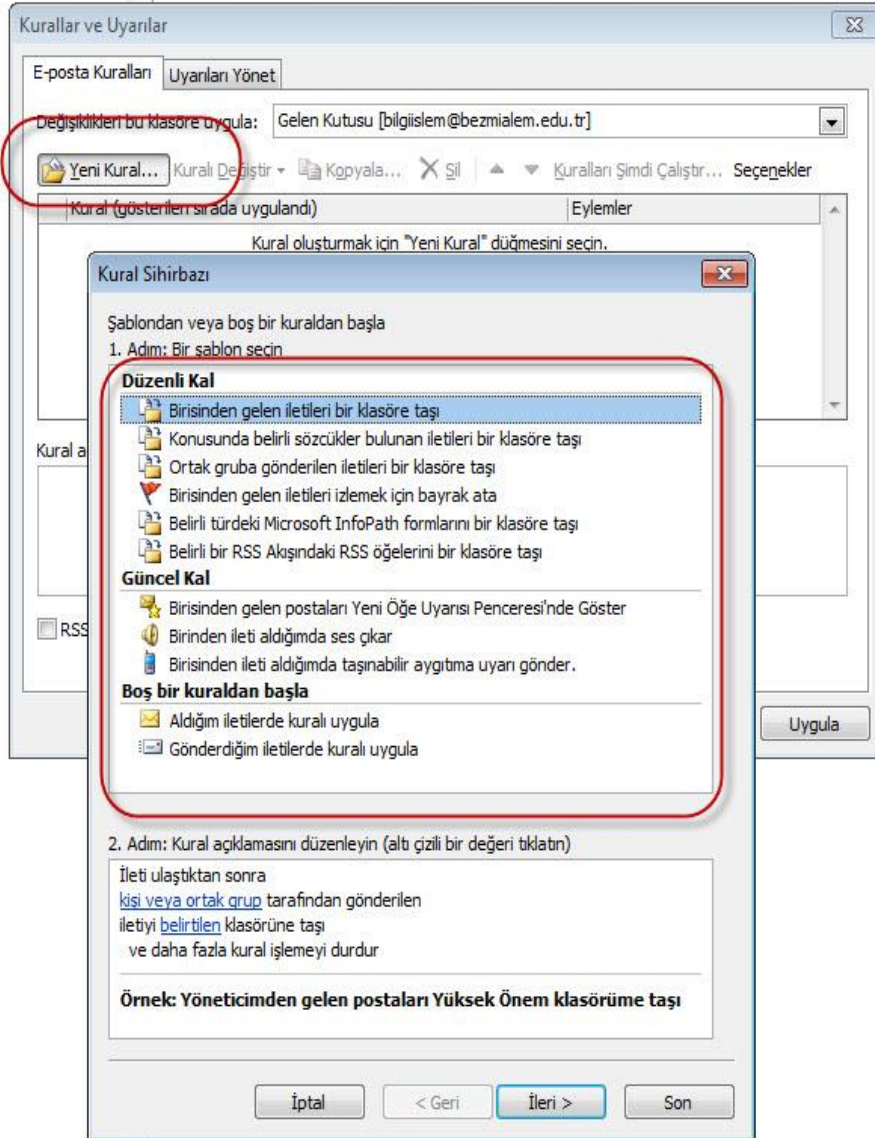 Kurallar ve Uyarılar
E-posta Kuralları Uyarıları Yönet
Değişiklikleri bu klasöre uygula: Gelen Kutusu [bilgiislem@bezmialem.edu.tr]
Yeni Kural... Kuralı Değiştir Kopyala... Sil Kuralları Şimdi Çalıştır... Seçenekler
Kural (gösterilen sırada uygulandı) Eylemler
Kural oluşturmak için "Yeni Kural" düğmesini seçin.
Kural a
RSS
Uygula
Kural Sihirbazı
Şablondan veya boş bir kuraldan başla
1. Adım: Bir şablon seçin
Düzenli Kal
Birisinden gelen iletileri bir klasöre taşı
Konusunda belirli sözcükler bulunan iletileri bir klasöre taşı
Ortak gruba gönderilen iletileri bir klasöre taşı
Birisinden gelen iletileri izlemek için bayrak ata
Belirli türdeki Microsoft InfoPath formlarını bir klasöre taşı
Belirli bir RSS Akışındaki RSS öğelerini bir klasöre taşı
Güncel Kal
Birisinden gelen postaları Yeni Öğe Uyarısı Penceresi'nde Göster
Birinden ileti aldığımda ses çıkar
Birisinden ileti aldığımda taşınabilir aygıtıma uyarı gönder.
Boş bir kuraldan başla
Aldığım iletilerde kuralı uygula
Gönderdiğim iletilerde kuralı uygula
2. Adım: Kural açıklamasını düzenleyin (altı çizili bir değeri tıklatın)
İleti ulaştıktan sonra
kişi veya ortak grup tarafından gönderilen
iletiyi belirtilen klasörüne taşı
ve daha fazla kural işlemeyi durdur
Örnek: Yöneticimden gelen postaları Yüksek Önem klasörüme taşı
İptal < Geri İleri > Son